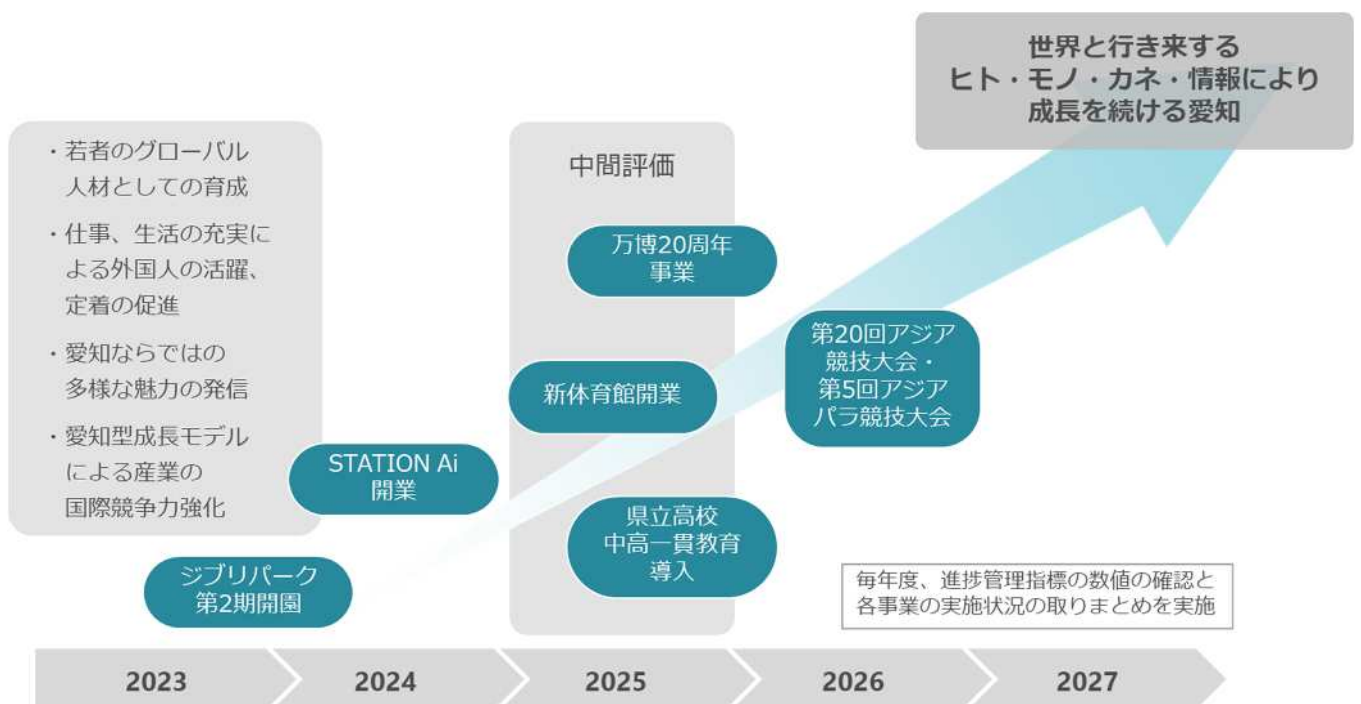 世界と行き来する
ヒト・モノ・カネ・情報により
成長を続ける愛知
・若者のグローバル
人材としての育成
・仕事、生活の充実に
よる外国人の活躍、
定着の促進
・愛知ならではの
多様な魅力の発信
・愛知型成長モデル
による産業の
国際競争力強化
中間評価
万博20周年
事業
新体育館開業
第20回アジア
競技大会・
第5回アジア
パラ競技大会
STATION Ai
開業
県立高校
中高一貫教育
導入
ジブリパーク
第2期開園
毎年度、進捗管理指標の数値の確認と
各事業の実施状況の取りまとめを実施
2023
2024
2025
2026
2027